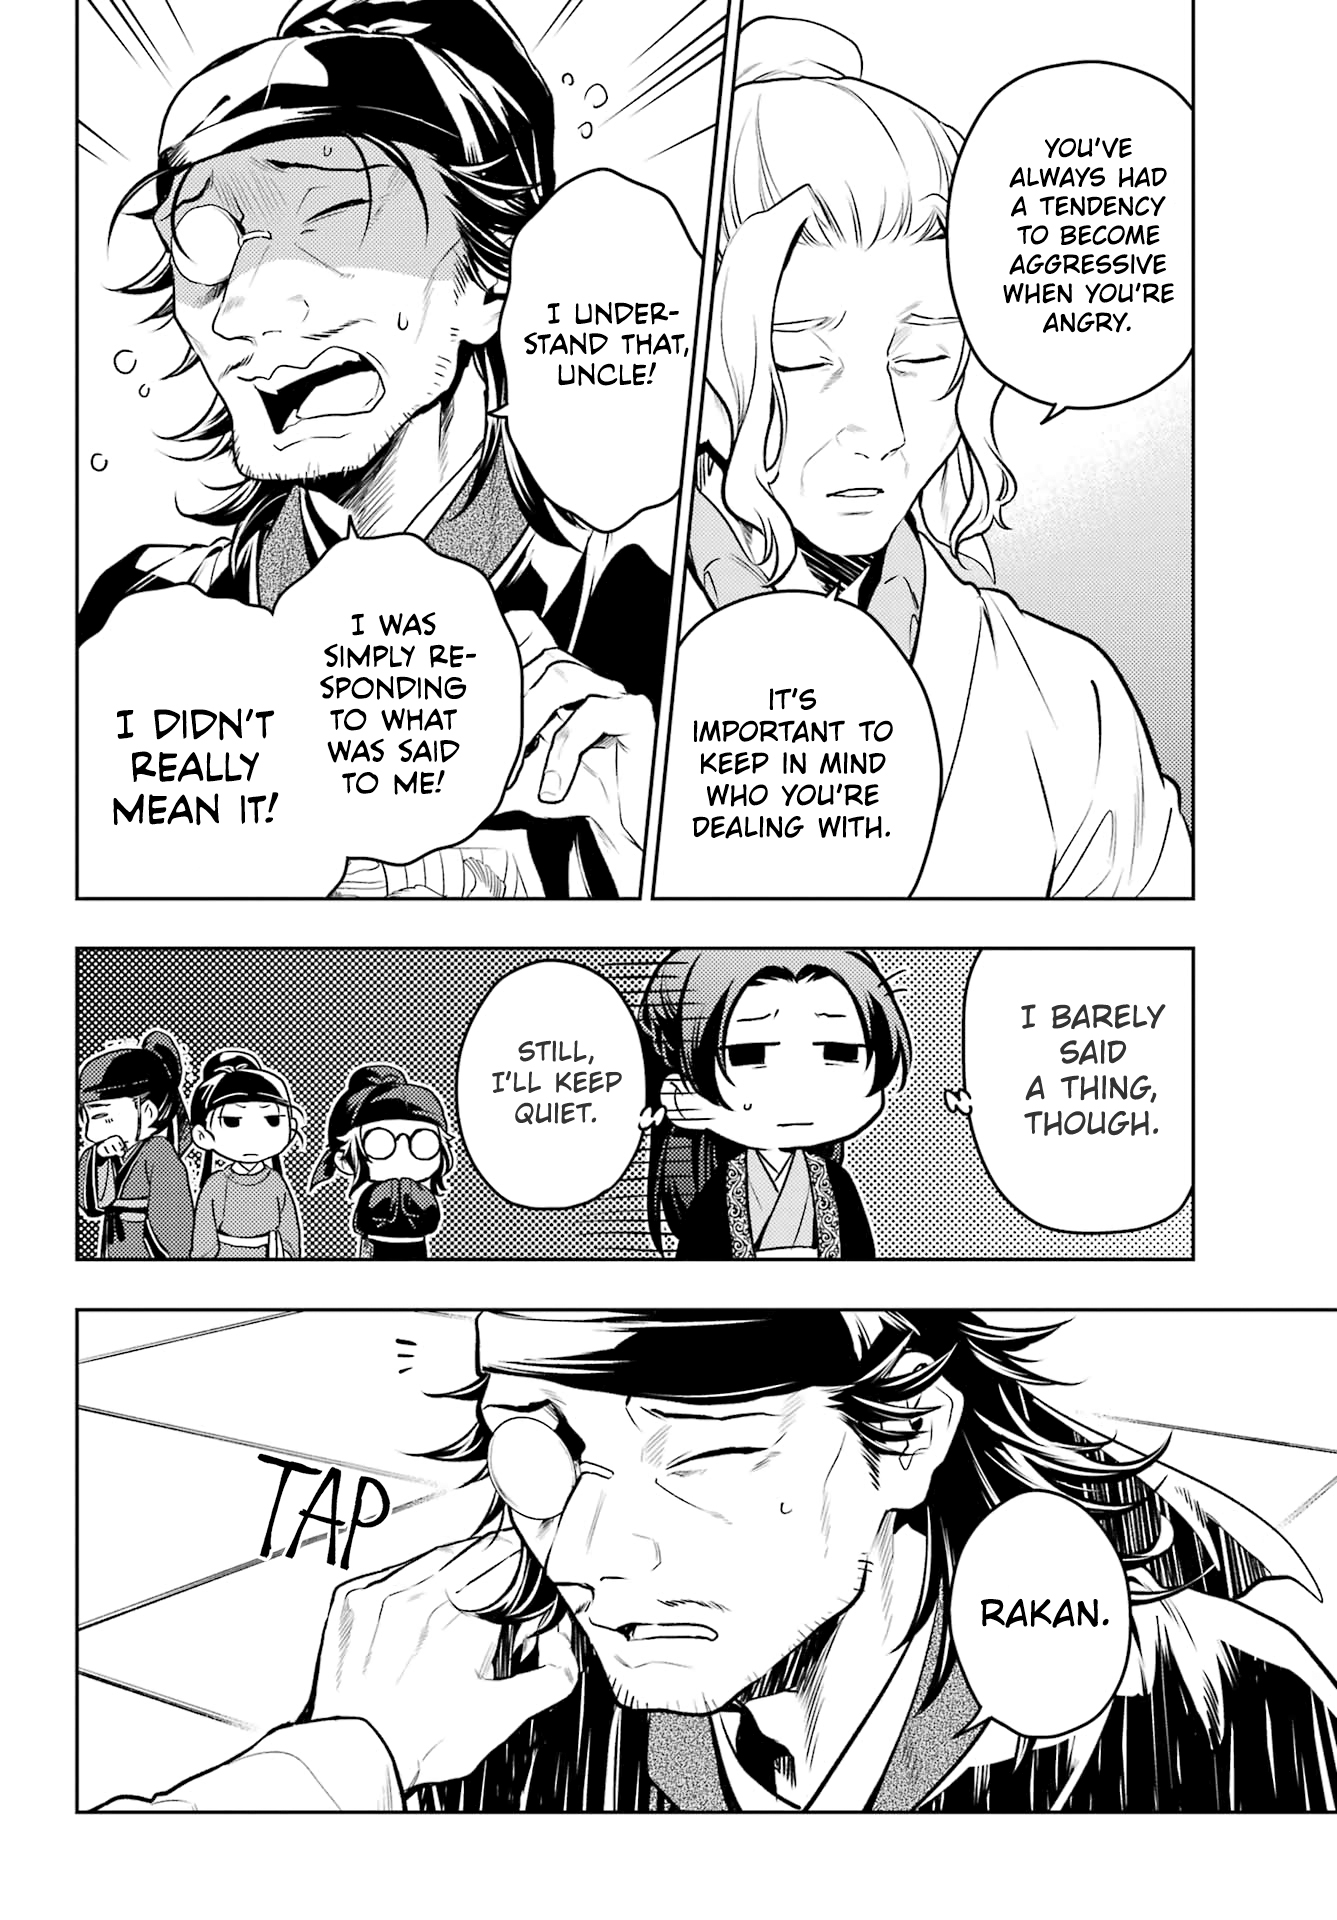 YOU'VE
ALWAYS HAD
A TENDENCY
TO BECOME
AGGRESSIVE
WHEN YOU'RE
ANGRY.
IT'S
IMPORTANT TO
KEEP IN MIND
WHO YOU'RE
DEALING WITH.
I UNDER-
STAND THAT,
UNCLE!
I WAS
SIMPLY RE-
SPONDING
TO WHAT
WAS SAID
TO ME!
I DIDN'T
REALLY
MEAN IT!
I BARELY
SAID
A THING,
THOUGH.
STILL,
I'LL KEEP
QUIET.
RAKAN.
TAP